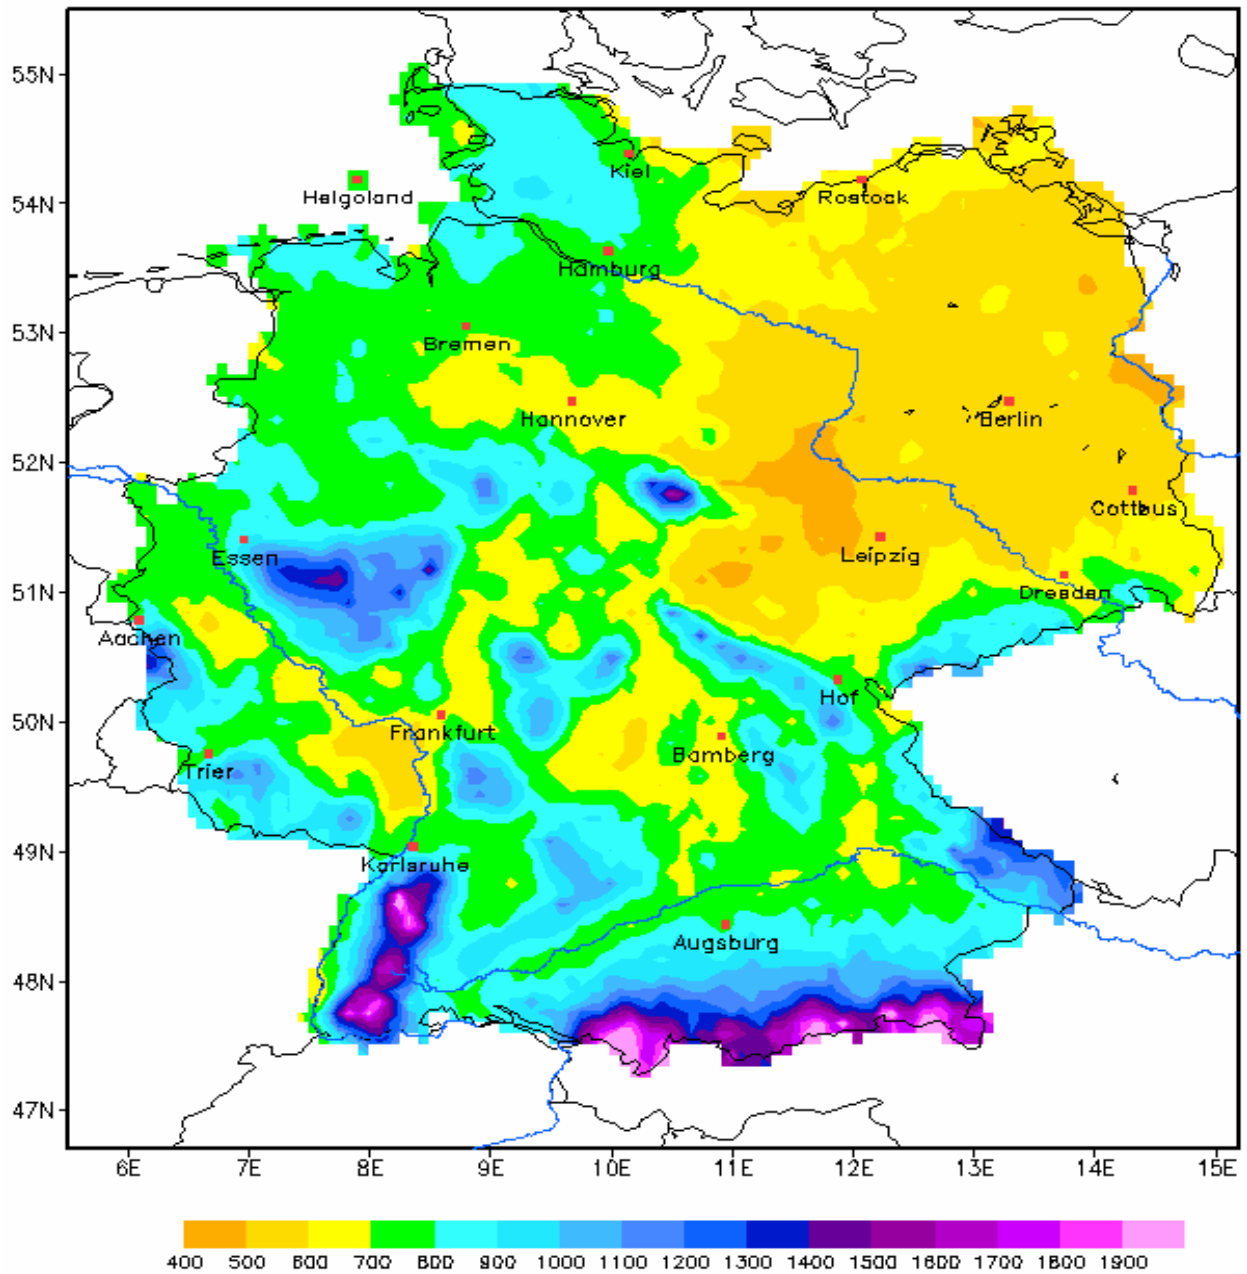 55N
Kiel
Helgoland
54N
Rostock
Hamburg
53N
Bremen
Hannover
Berlin
52N
Cottbus
Essen
Leipzig
51N
Dresden
Aachen
Hof
50N
Frankfurt
Bamberg
Trier
49N
Karlsruhe
Augsburg
48N
47N
6E 7E 8E 9E 10E 11E 12E 13E 14E 15E
400 500 600 700 800 900 1000 1100 1200 1300 1400 1500 1600 1700 1800 1900